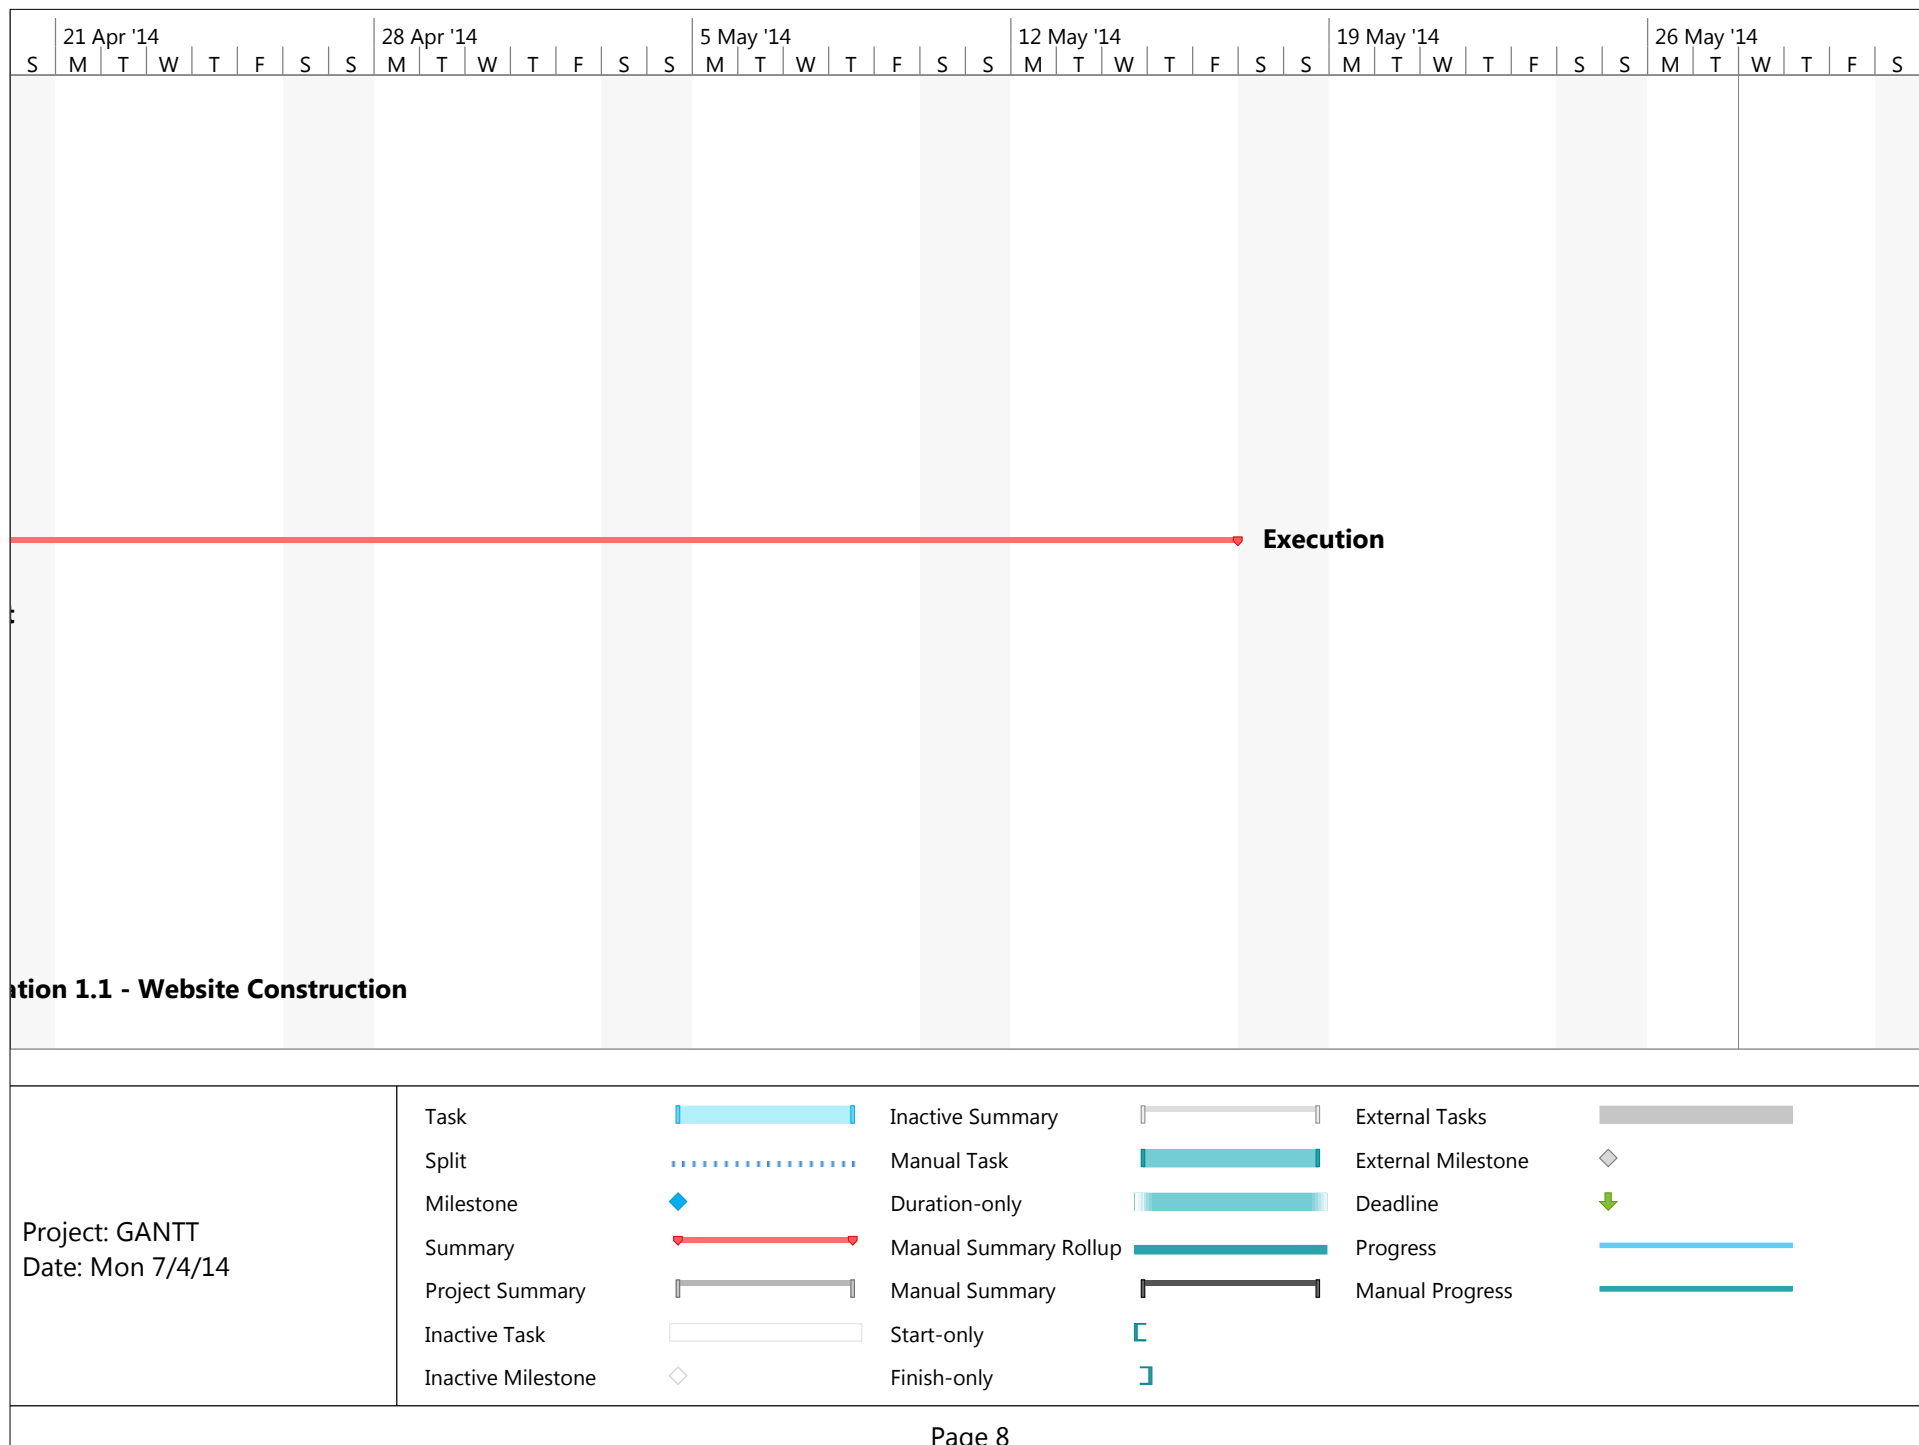 21 Apr '14 28 Apr '14 5 May '14 12 May '14 19 May '14 26 May '14
S M T W T F S S M T W T F S S M T W T F S S M T W T F S S M T W T F S S M T W T F S
Execution
ation 1.1 - Website Construction
Task Inactive Summary External Tasks
Split Manual Task External Milestone
Milestone Duration-only Deadline
Project: GANTT
Summary Manual Summary Rollup Progress
Date: Mon 7/4/14
Project Summary Manual Summary Manual Progress
Inactive Task Start-only
Inactive Milestone Finish-only
Page 8